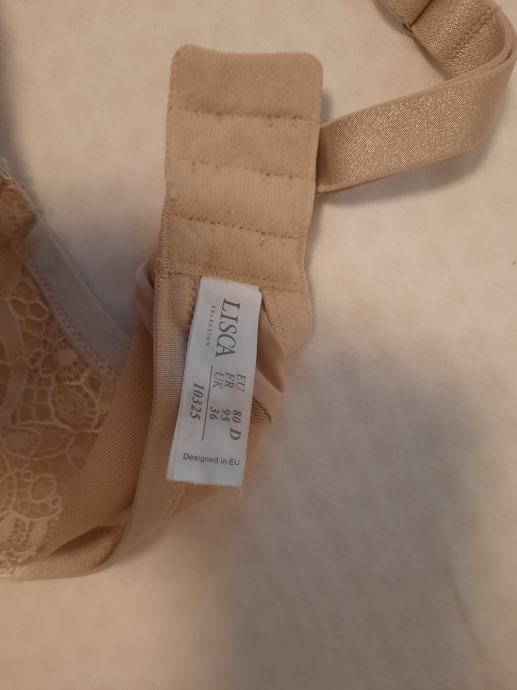 LISCA
SELECTION
EU 80 D
FR 95
UK 36
10325
Designed in EU